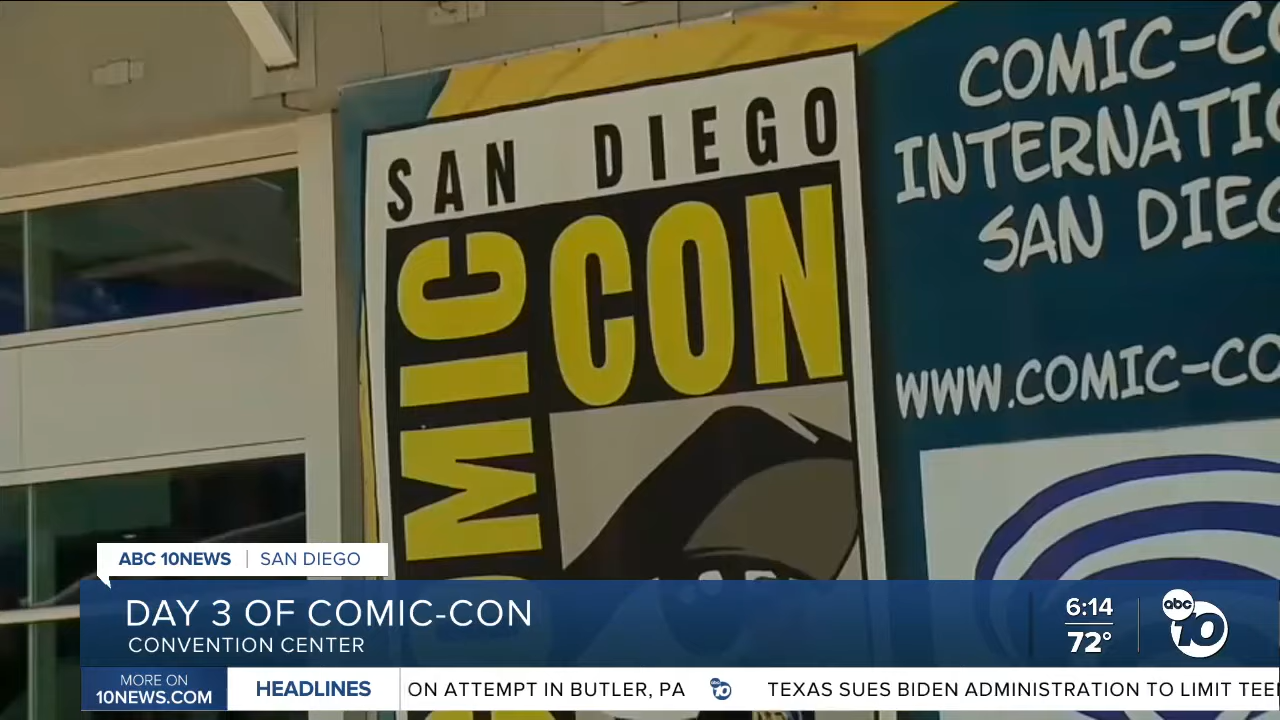 SAN DIEGO
COMIC
CON
COMIC-CO
INTERNATIO
SAN DIEG
WWW.COMIC-CO
ABC 10NEWS | SAN DIEGO
DAY 3 OF COMIC-CON
CONVENTION CENTER
6:14
72°
abc
10
MORE ON
10NEWS.COM
HEADLINES
ON ATTEMPT IN BUTLER, PA
TEXAS SUES BIDEN ADMINISTRATION TO LIMIT TEE